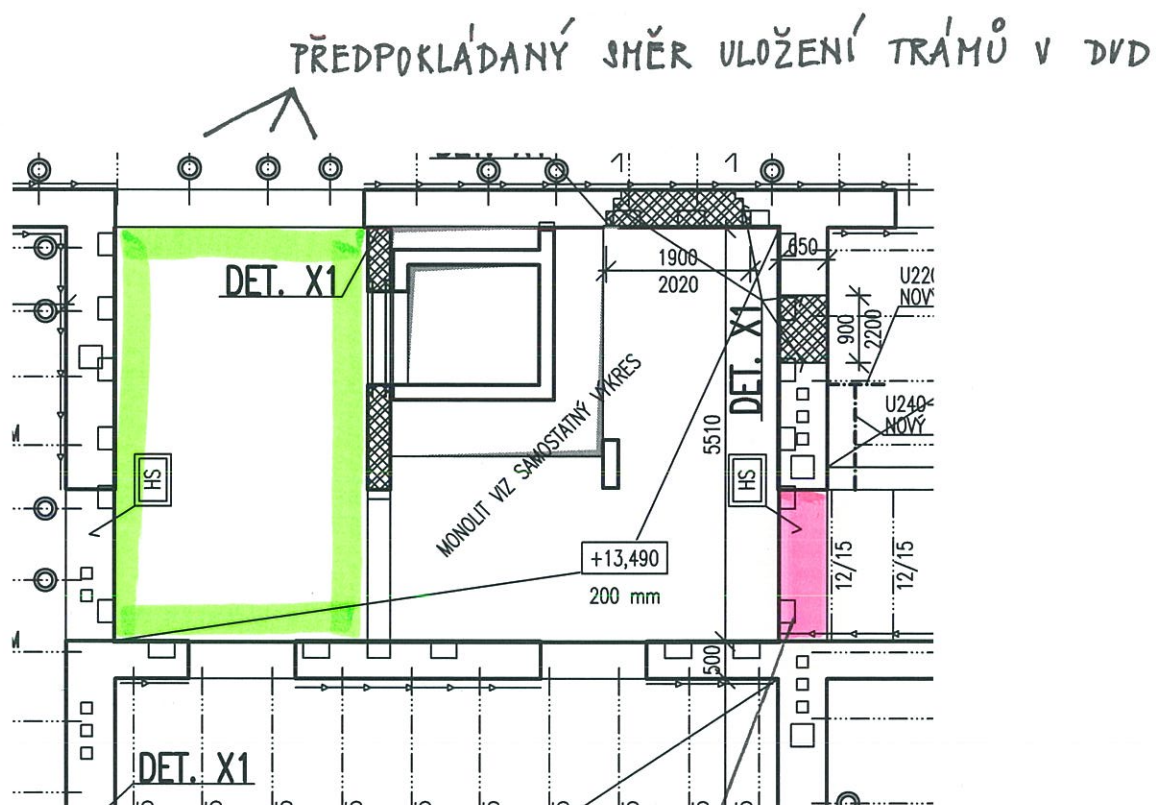 PŘEDPOKLÁDANÝ SMĚR ULOŽENÍ TRÁMŮ V DVD
1 1
DET. X1
1900
2020
650
900
2200
NOVÝ
DET. X1
U240
NOVÝ
MONOLIT VIZ SAMOSTATNÝ VÝKRES
5510
HS
HS
+13,490
200 mm
12/15
12/15
500
DET. X1